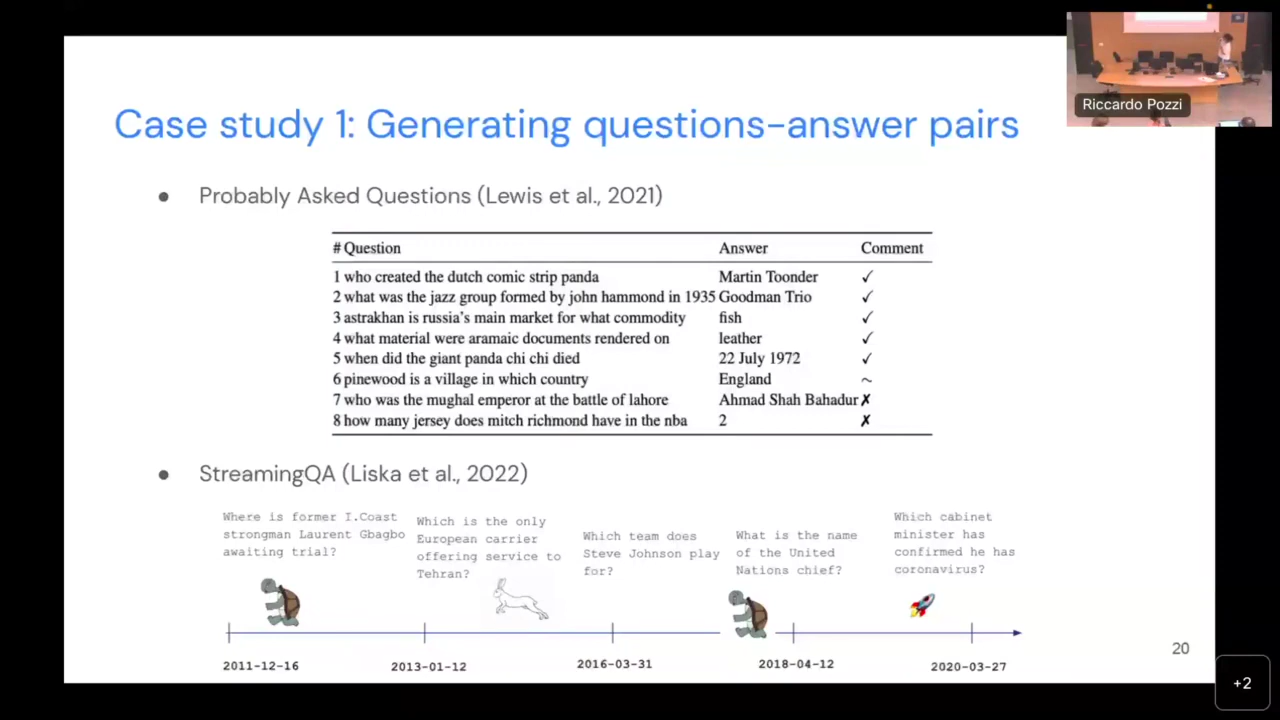 Riccardo Pozzi
Case study 1: Generating questions-answer pairs
● Probably Asked Questions (Lewis et al., 2021)
# Question Answer Comment
1 who created the dutch comic strip panda Martin Toonder ✓
2 what was the jazz group formed by john hammond in 1935 Goodman Trio ✓
3 astrakhan is russia's main market for what commodity fish ✓
4 what material were aramaic documents rendered on leather ✓
5 when did the giant panda chi chi died 22 July 1972 ✓
6 pinewood is a village in which country England ~
7 who was the mughal emperor at the battle of lahore Ahmad Shah Bahadur ✗
8 how many jersey does mitch richmond have in the nba 2 ✗
● StreamingQA (Liska et al., 2022)
Where is former I.Coast
strongman Laurent Gbagbo
awaiting trial?
Which is the only
European carrier
offering service to
Tehran?
Which team does
Steve Johnson play
for?
What is the name
of the United
Nations chief?
Which cabinet
minister has
confirmed he has
coronavirus?
2011-12-16 2013-01-12 2016-03-31 2018-04-12 2020-03-27
20
+2